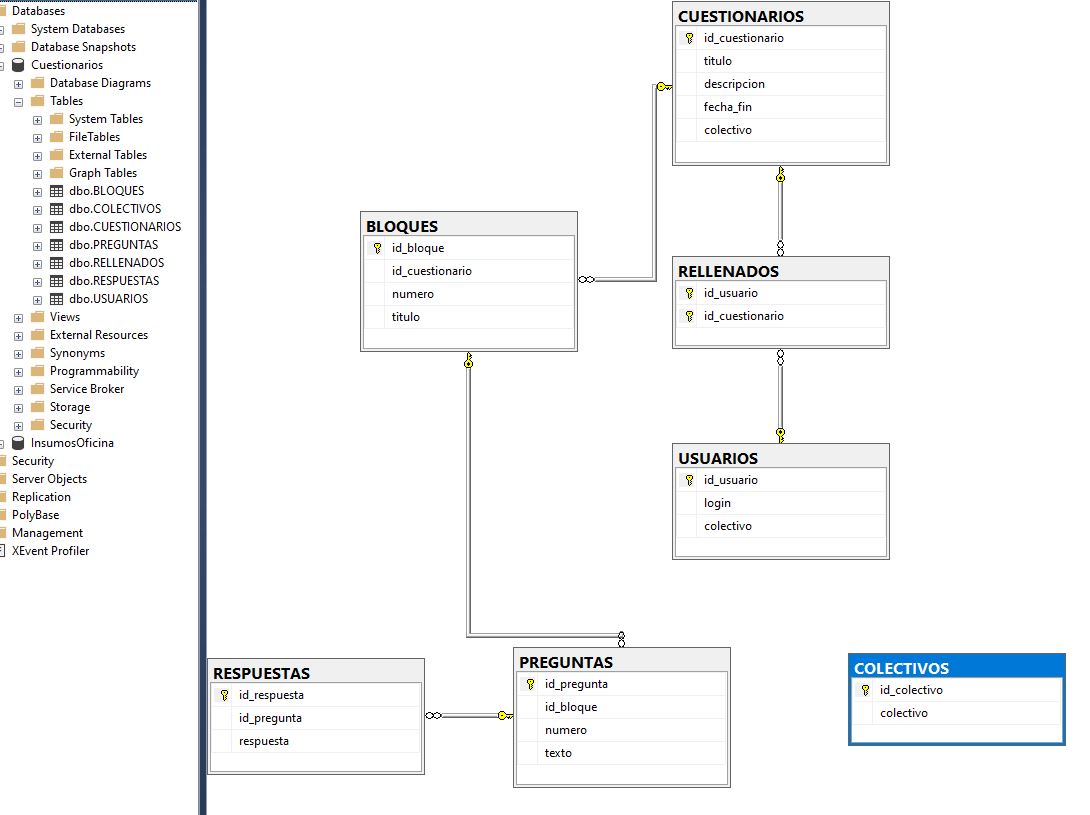 Databases
System Databases
Database Snapshots
Cuestionarios
Database Diagrams
Tables
System Tables
FileTables
External Tables
Graph Tables
dbo.BLOQUES
dbo.COLECTIVOS
dbo.CUESTIONARIOS
dbo.PREGUNTAS
dbo.RELLENADOS
dbo.RESPUESTAS
dbo.USUARIOS
Views
External Resources
Synonyms
Programmability
Service Broker
Storage
Security
InsumosOficina
Security
Server Objects
Replication
PolyBase
Management
XEvent Profiler
CUESTIONARIOS
id_cuestionario
titulo
descripcion
fecha_fin
colectivo
BLOQUES
id_bloque
id_cuestionario
numero
titulo
RELLENADOS
id_usuario
id_cuestionario
USUARIOS
id_usuario
login
colectivo
RESPUESTAS
id_respuesta
id_pregunta
respuesta
PREGUNTAS
id_pregunta
id_bloque
numero
texto
COLECTIVOS
id_colectivo
colectivo